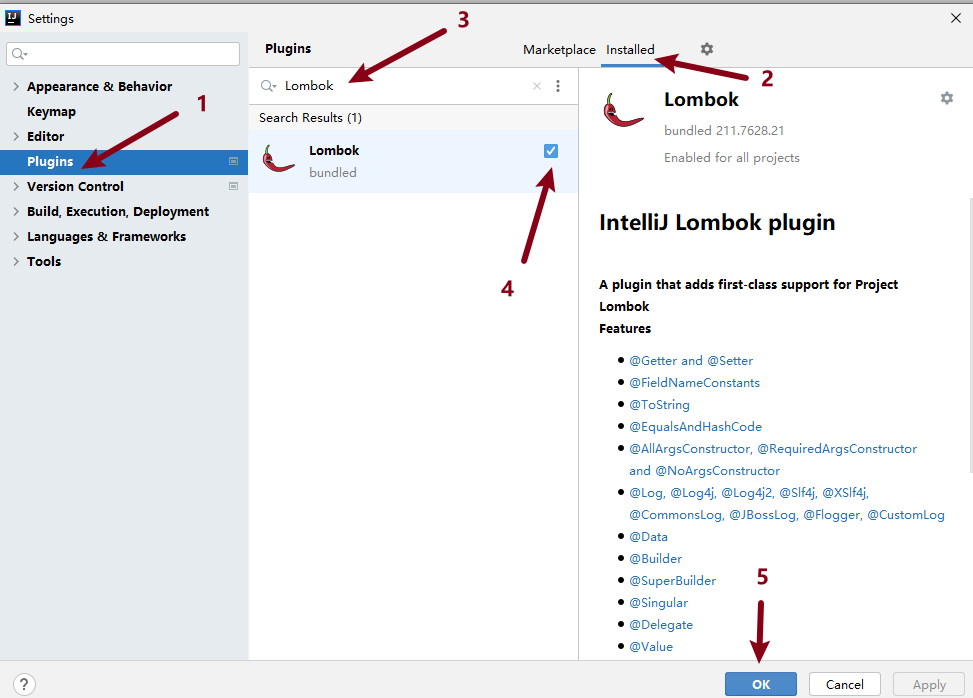 Settings
Appearance & Behavior
Keymap
Editor
Plugins
Version Control
Build, Execution, Deployment
Languages & Frameworks
Tools
1
Plugins
Marketplace
Installed
2
3
Lombok
Search Results (1)
Lombok
bundled
4
Lombok
bundled 211.7628.21
Enabled for all projects
IntelliJ Lombok plugin
A plugin that adds first-class support for Project
Lombok
Features
@Getter and @Setter
@FieldNameConstants
@ToString
@EqualsAndHashCode
@AllArgsConstructor, @RequiredArgsConstructor
and @NoArgsConstructor
@Log, @Log4j, @Log4j2, @Slf4j, @XSlf4j,
@CommonsLog, @JBossLog, @Flogger, @CustomLog
@Data
@Builder
@SuperBuilder
@Singular
@Delegate
@Value
5
?
OK
Cancel
Apply